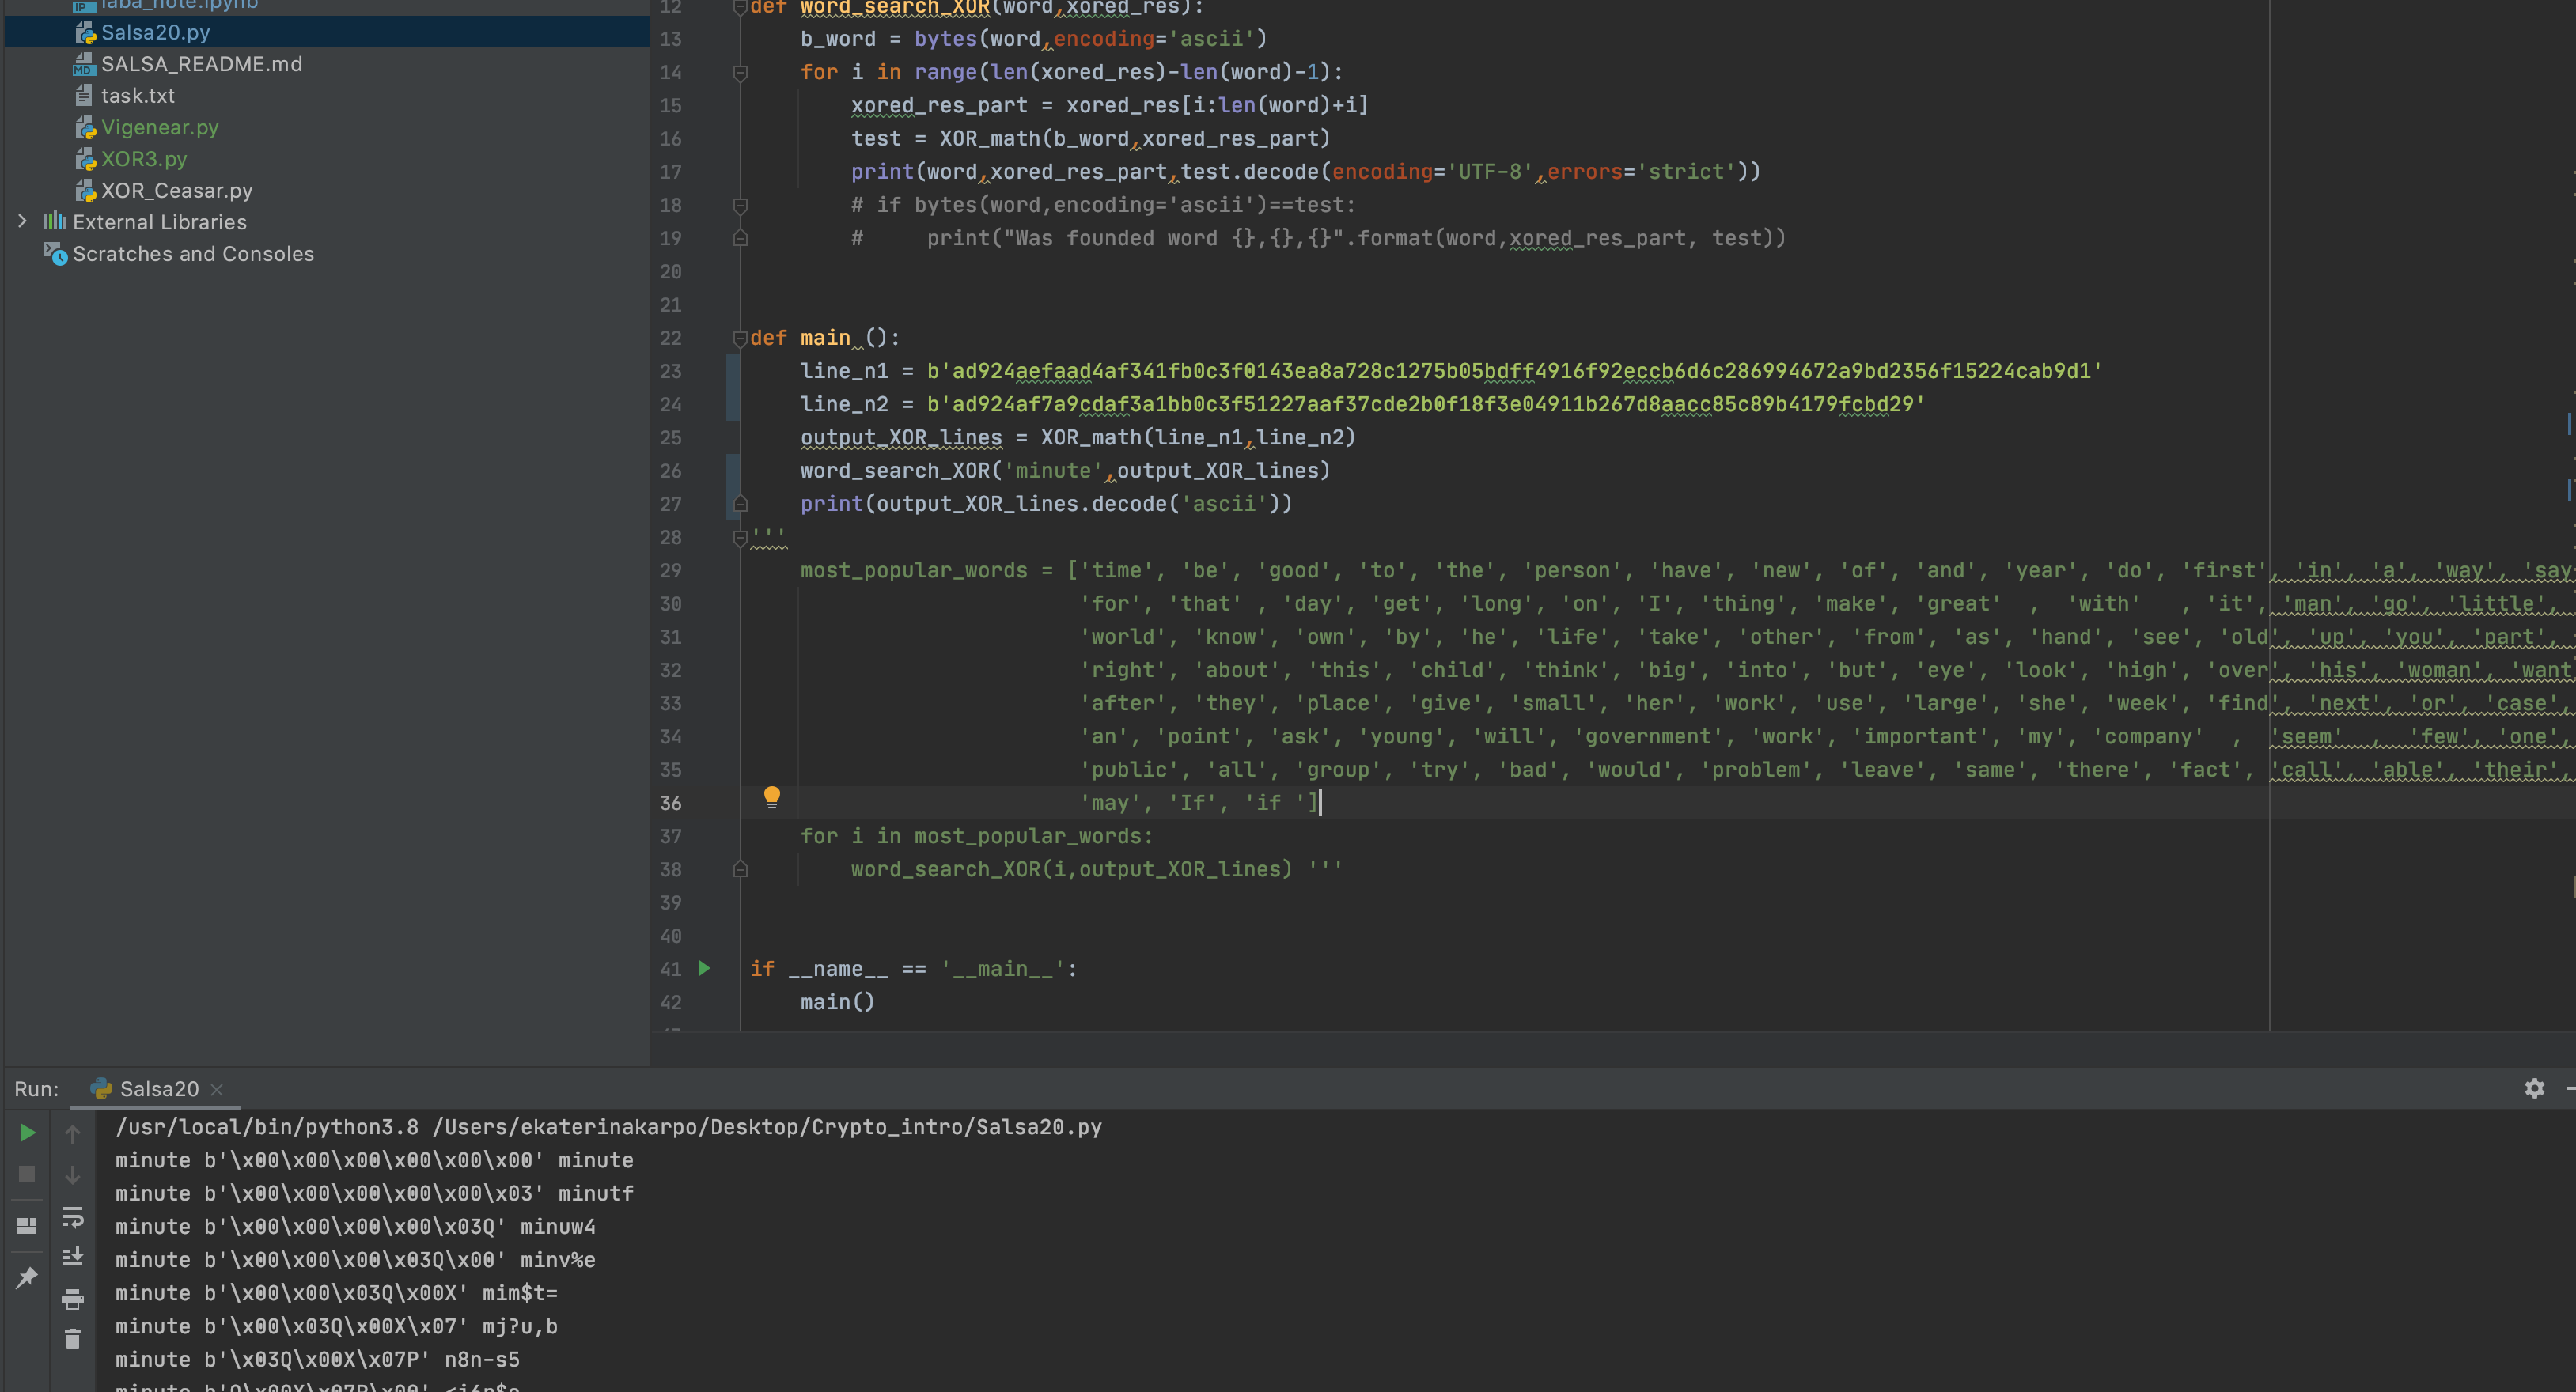 laba_note.ipynb
Salsa20.py
SALSA_README.md
task.txt
Vigenear.py
XOR3.py
XOR_Ceasar.py
External Libraries
Scratches and Consoles
12 def word_search_XOR(word,xored_res):
13 b_word = bytes(word,encoding='ascii')
14 for i in range(len(xored_res)-len(word)-1):
15 xored_res_part = xored_res[i:len(word)+i]
16 test = XOR_math(b_word,xored_res_part)
17 print(word,xored_res_part,test.decode(encoding='UTF-8',errors='strict'))
18 # if bytes(word,encoding='ascii')==test:
19 #     print("Was founded word {},{},{}".format(word,xored_res_part, test))
20
21
22 def main ():
23 line_n1 = b'ad924aefaad4af341fb0c3f0143ea8a728c1275b05bdff4916f92eccb6d6c286994672a9bd2356f15224cab9d1'
24 line_n2 = b'ad924af7a9cdaf3a1bb0c3f51227aaf37cde2b0f18f3e04911b267d8aacc85c89b4179fcbd29'
25 output_XOR_lines = XOR_math(line_n1,line_n2)
26 word_search_XOR('minute',output_XOR_lines)
27 print(output_XOR_lines.decode('ascii'))
28 '''
29 most_popular_words = ['time', 'be', 'good', 'to', 'the', 'person', 'have', 'new', 'of', 'and', 'year', 'do', 'first', 'in', 'a', 'way', 'say
30 'for', 'that' , 'day', 'get', 'long', 'on', 'I', 'thing', 'make', 'great'  ,  'with'   , 'it', 'man', 'go', 'little',
31 'world', 'know', 'own', 'by', 'he', 'life', 'take', 'other', 'from', 'as', 'hand', 'see', 'old', 'up', 'you', 'part',
32 'right', 'about', 'this', 'child', 'think', 'big', 'into', 'but', 'eye', 'look', 'high', 'over', 'his', 'woman', 'want
33 'after', 'they', 'place', 'give', 'small', 'her', 'work', 'use', 'large', 'she', 'week', 'find', 'next', 'or', 'case',
34 'an', 'point', 'ask', 'young', 'will', 'government', 'work', 'important', 'my', 'company'  ,  'seem'  ,  'few', 'one',
35 'public', 'all', 'group', 'try', 'bad', 'would', 'problem', 'leave', 'same', 'there', 'fact', 'call', 'able', 'their',
36 'may', 'If', 'if ']
37 for i in most_popular_words:
38 word_search_XOR(i,output_XOR_lines) '''
39
40
41 if __name__ == '__main__':
42 main()
Run: Salsa20
/usr/local/bin/python3.8 /Users/ekaterinakarpo/Desktop/Crypto_intro/Salsa20.py
minute b'\x00\x00\x00\x00\x00\x00' minute
minute b'\x00\x00\x00\x00\x00\x03' minutf
minute b'\x00\x00\x00\x00\x03Q' minuw4
minute b'\x00\x00\x00\x03Q\x00' minv%e
minute b'\x00\x00\x03Q\x00X' mim$t=
minute b'\x00\x03Q\x00X\x07' mj?u,b
minute b'\x03Q\x00X\x07P' n8n-s5
minute b'Q\x00X\x07P\x00'